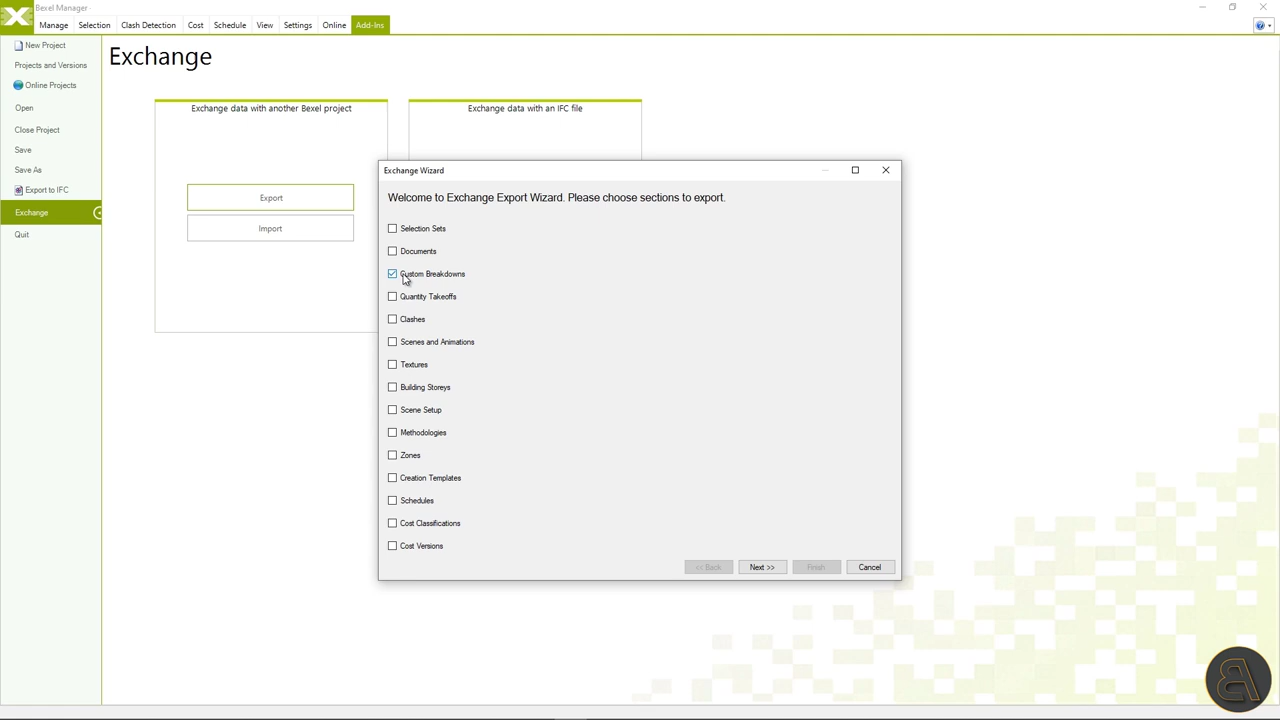 Bexel Manager -
Manage Selection Clash Detection Cost Schedule View Settings Online Add-Ins
New Project
Projects and Versions
Online Projects
Open
Close Project
Save
Save As
Export to IFC
Exchange
Quit
Exchange
Exchange data with another Bexel project
Export
Import
Exchange data with an IFC file
Exchange Wizard
Welcome to Exchange Export Wizard. Please choose sections to export.
Selection Sets
Documents
Custom Breakdowns
Quantity Takeoffs
Clashes
Scenes and Animations
Textures
Building Storeys
Scene Setup
Methodologies
Zones
Creation Templates
Schedules
Cost Classifications
Cost Versions
<< Back Next >> Finish Cancel